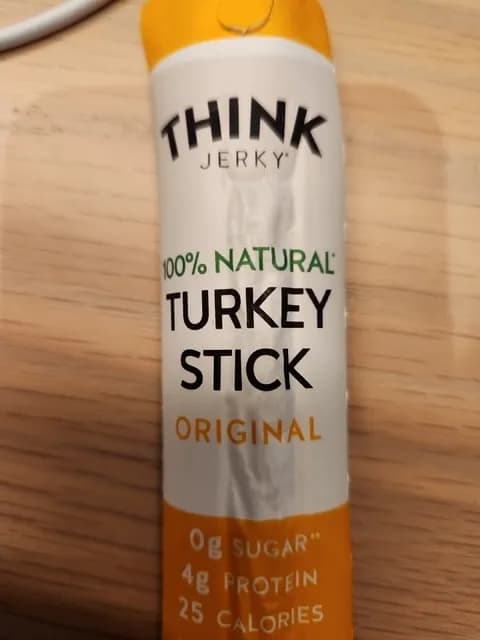 THINK
JERKY*
100% NATURAL*
TURKEY
STICK
ORIGINAL
0g SUGAR**
4g PROTEIN
25 CALORIES